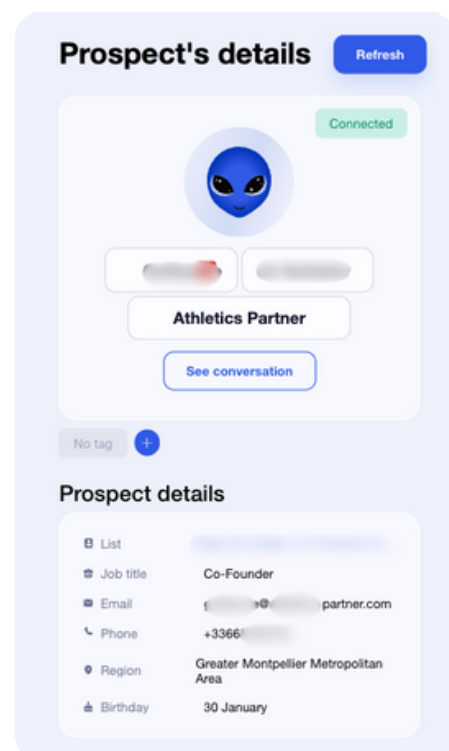 Prospect's details
Refresh
Connected
Athletics Partner
See conversation
No tag +
Prospect details
List
Job title Co-Founder
Email @ partner.com
Phone +3366
Region Greater Montpellier Metropolitan
Area
Birthday 30 January